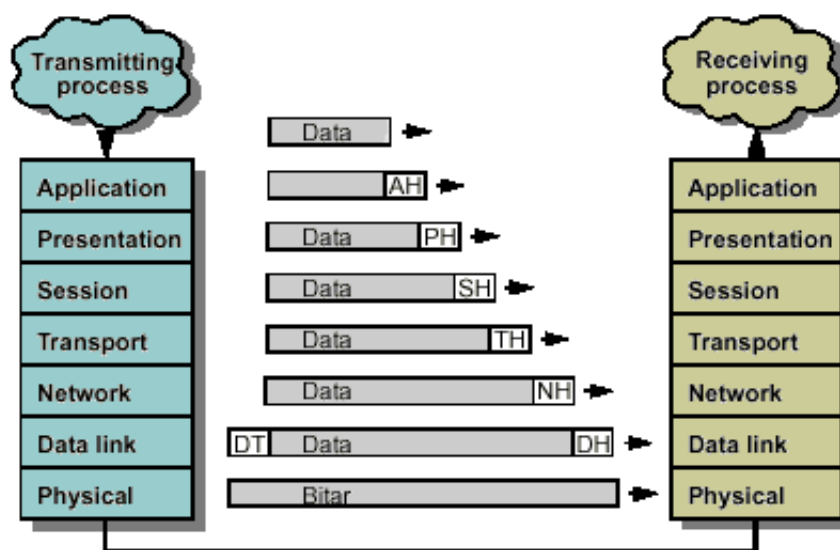 Transmitting
process
Receiving
process
Data
Application
AH
Application
Presentation
Data
PH
Presentation
Session
Data
SH
Session
Transport
Data
TH
Transport
Network
Data
NH
Network
Data link
DT
Data
DH
Data link
Physical
Bitar
Physical